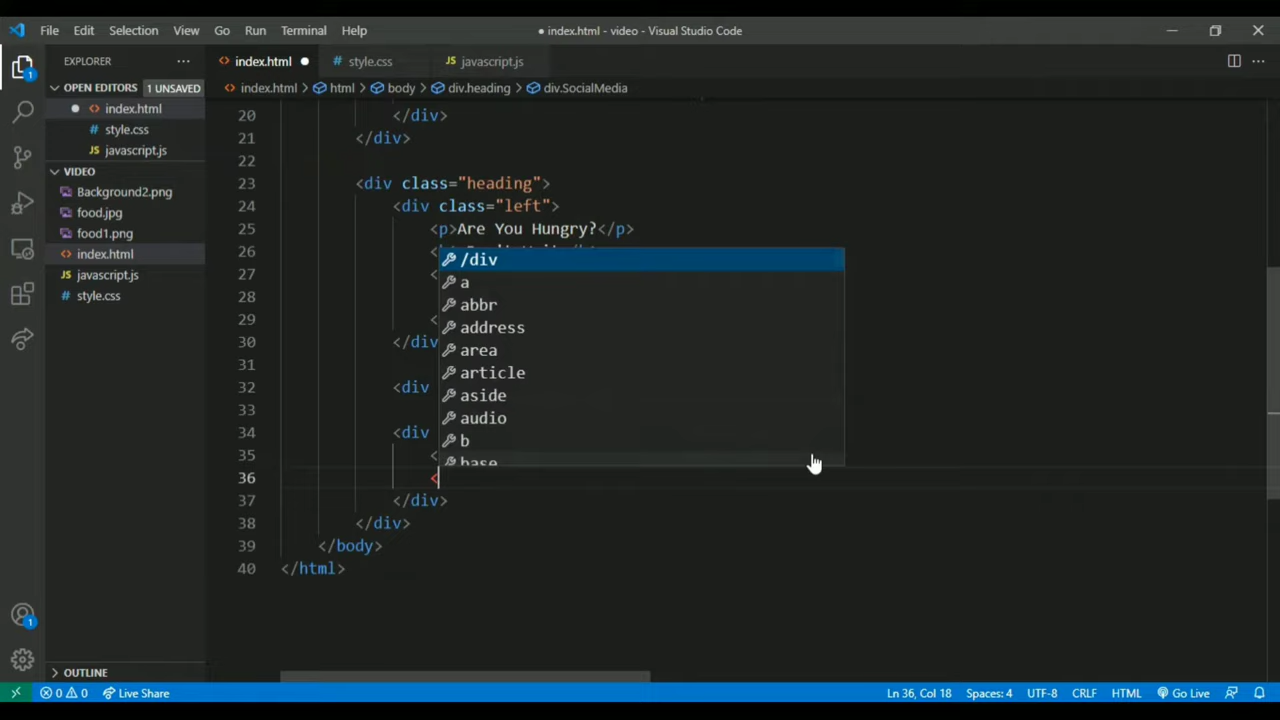 File Edit Selection View Go Run Terminal Help
● index.html - video - Visual Studio Code
EXPLORER
OPEN EDITORS 1 UNSAVED
index.html
style.css
javascript.js
VIDEO
Background2.png
food.jpg
food1.png
index.html
javascript.js
style.css
OUTLINE
index.html style.css javascript.js
index.html > html > body > div.heading > div.SocialMedia
20 </div>
21 </div>
22
23 <div class="heading">
24 <div class="left">
25 <p>Are You Hungry?</p>
26 <
27 <
28
29 <
30 </div
31
32 <div
33
34 <div
35 <
36 <
37 </div>
38 </div>
39 </body>
40 </html>
/div
a
abbr
address
area
article
aside
audio
b
base
1
1
0 0 Live Share
Ln 36, Col 18 Spaces: 4 UTF-8 CRLF HTML Go Live